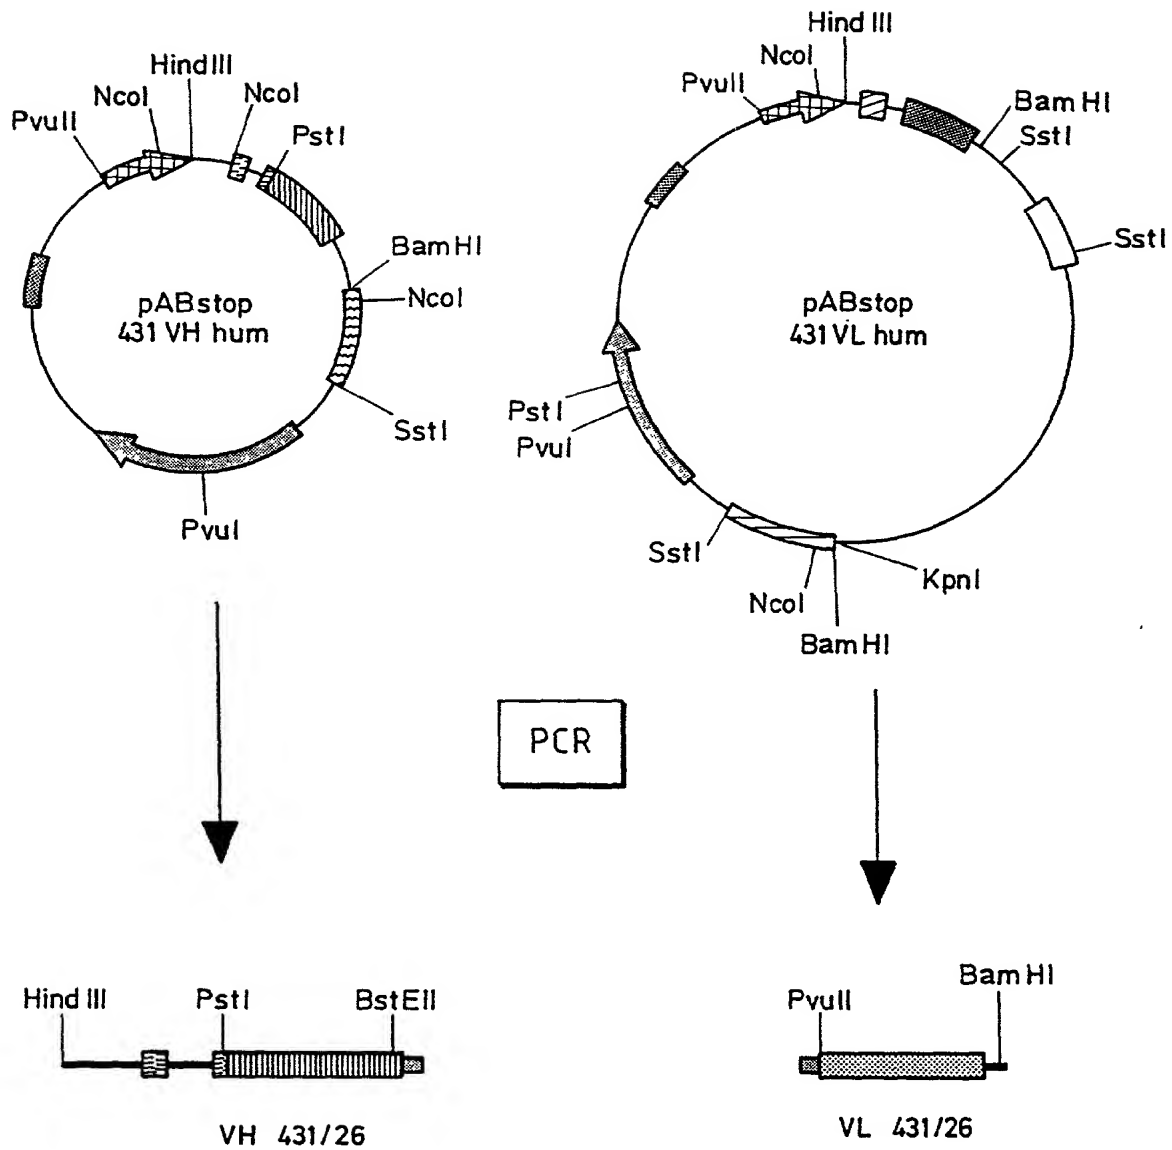 Hind III
NcoI
NcoI
PvuII
PstI
BamHI
NcoI
pABstop
431 VH hum
SstI
PvuI
Hind III
NcoI
PvuII
BamHI
SstI
SstI
pABstop
431 VL hum
PstI
PvuI
SstI
NcoI
KpnI
BamHI
PCR
Hind III
PstI
BstEII
VH 431/26
PvuII
BamHI
VL 431/26